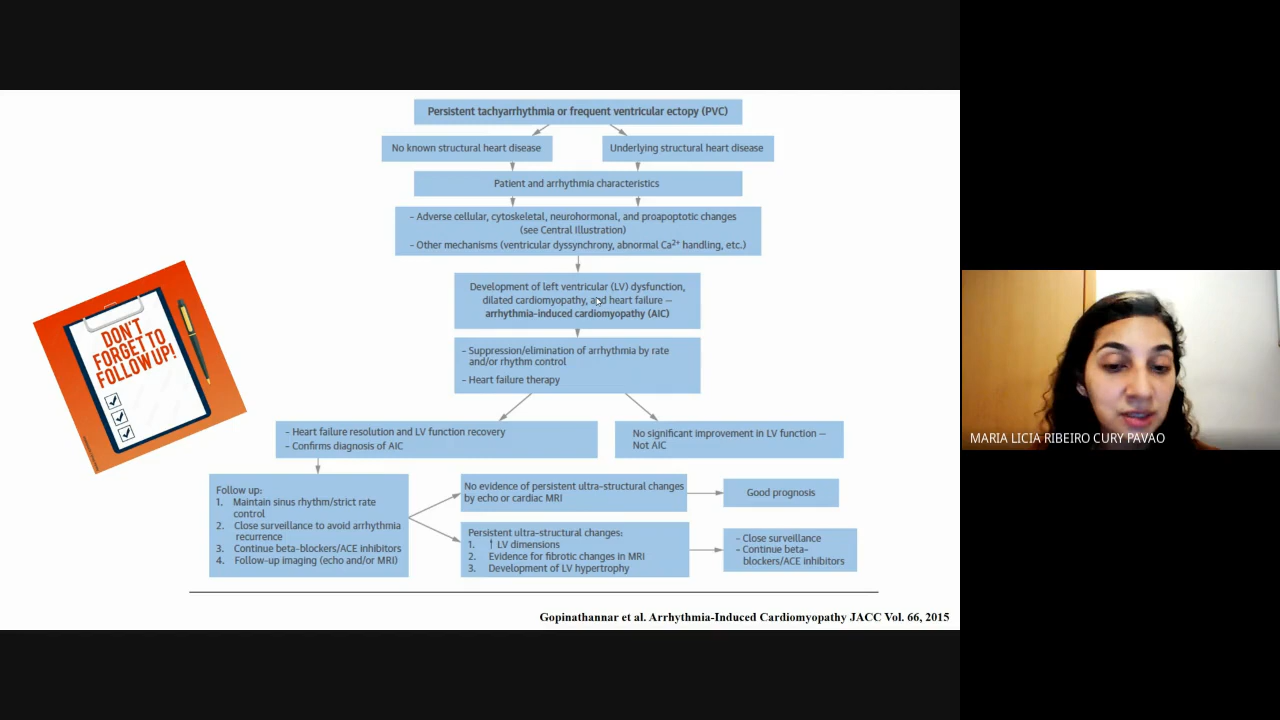 Persistent tachyarrhythmia or frequent ventricular ectopy (PVC)
No known structural heart disease
Underlying structural heart disease
Patient and arrhythmia characteristics
– Adverse cellular, cytoskeletal, neurohormonal, and proapoptotic changes
(see Central Illustration)
– Other mechanisms (ventricular dyssynchrony, abnormal Ca²⁺ handling, etc.)
Development of left ventricular (LV) dysfunction,
dilated cardiomyopathy, and heart failure —
arrhythmia-induced cardiomyopathy (AIC)
– Suppression/elimination of arrhythmia by rate
and/or rhythm control
– Heart failure therapy
– Heart failure resolution and LV function recovery
– Confirms diagnosis of AIC
No significant improvement in LV function —
Not AIC
Follow up:
1. Maintain sinus rhythm/strict rate
control
2. Close surveillance to avoid arrhythmia
recurrence
3. Continue beta-blockers/ACE inhibitors
4. Follow-up imaging (echo and/or MRI)
No evidence of persistent ultra-structural changes
by echo or cardiac MRI
Good prognosis
Persistent ultra-structural changes:
1. ↑ LV dimensions
2. Evidence for fibrotic changes in MRI
3. Development of LV hypertrophy
– Close surveillance
– Continue beta-
blockers/ACE inhibitors
DON'T
FORGET TO
FOLLOW UP!
Gopinathannar et al. Arrhythmia-Induced Cardiomyopathy JACC Vol. 66, 2015
MARIA LICIA RIBEIRO CURY PAVAO